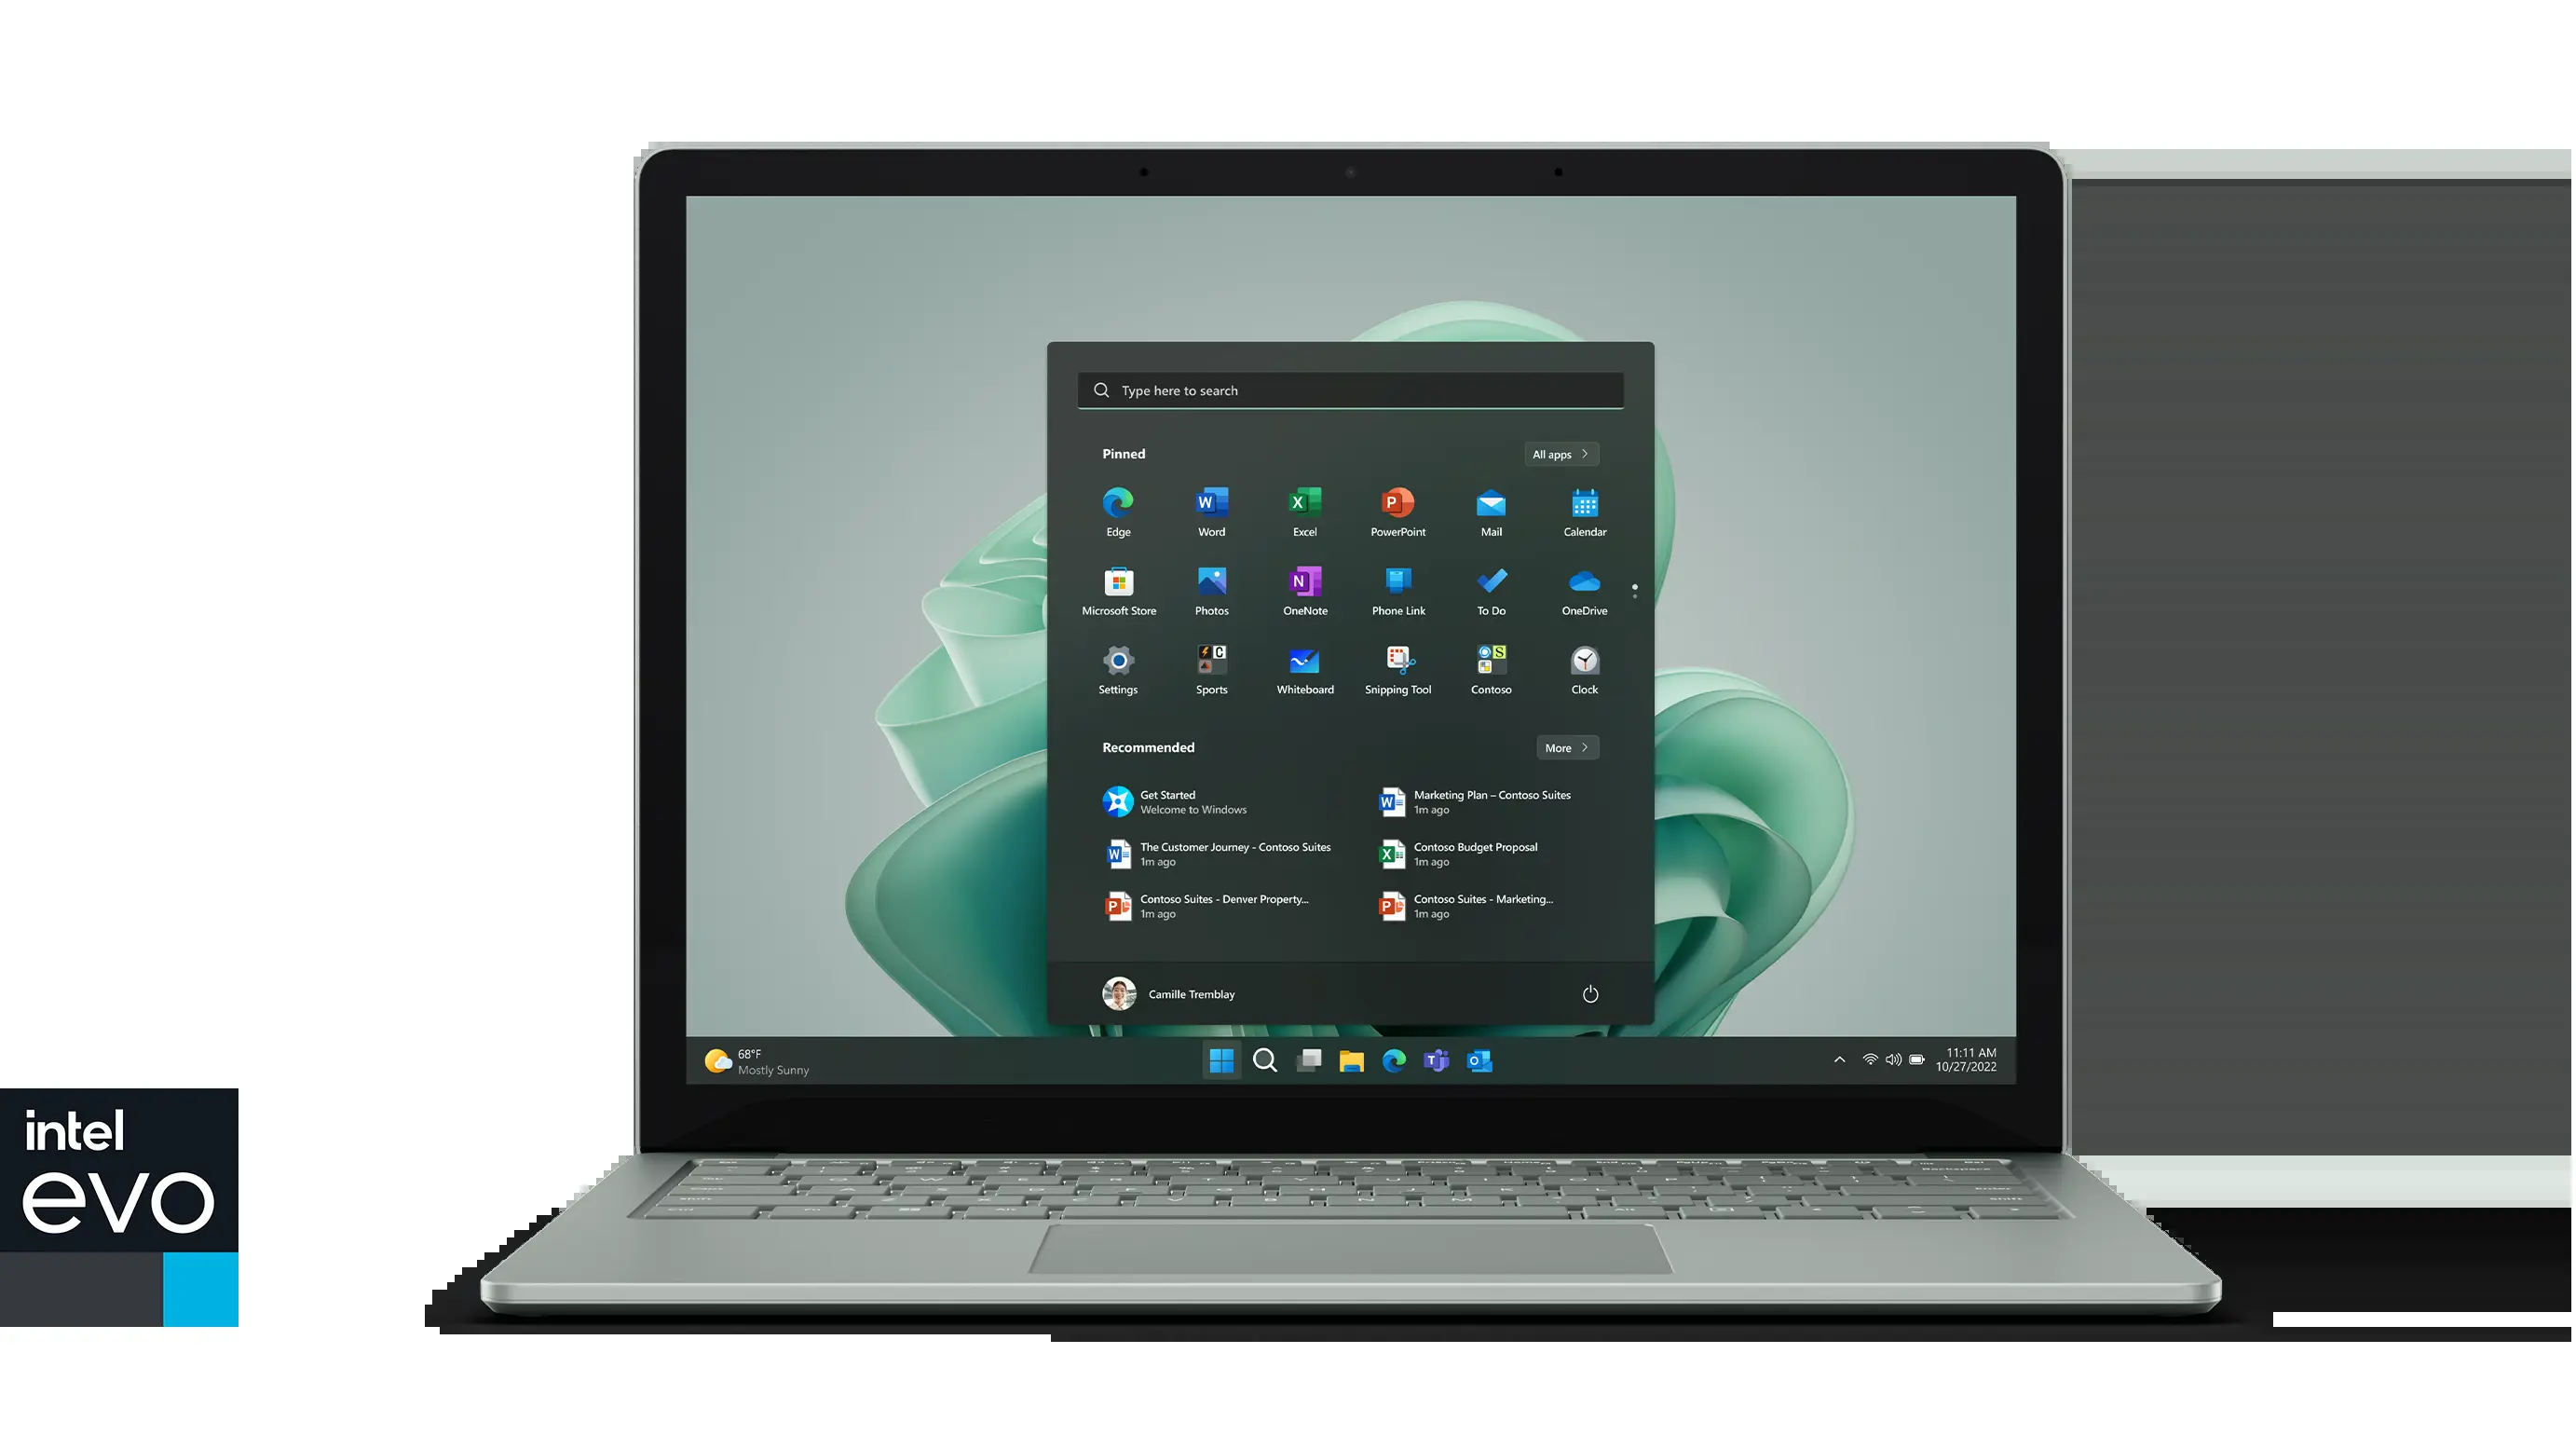 Type here to search
Pinned
All apps
Edge
Word
Excel
PowerPoint
Mail
Calendar
Microsoft Store
Photos
OneNote
Phone Link
To Do
OneDrive
Settings
Sports
Whiteboard
Snipping Tool
Contoso
Clock
Recommended
More
Get Started
Welcome to Windows
Marketing Plan – Contoso Suites
1m ago
The Customer Journey - Contoso Suites
1m ago
Contoso Budget Proposal
1m ago
Contoso Suites - Denver Property...
1m ago
Contoso Suites - Marketing...
1m ago
Camille Tremblay
68°F
Mostly Sunny
11:11 AM
10/27/2022
intel
evo